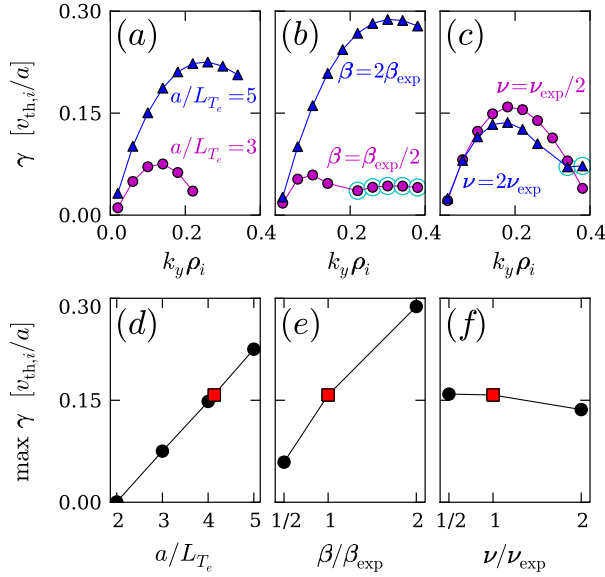 (a) (b) (c)
γ [v_th,i/a]
0.30
0.15
0.00
a/L_Te=5
a/L_Te=3
β=2β_exp
β=β_exp/2
ν=ν_exp/2
ν=2ν_exp
0.0 0.2 0.4 0.2 0.4 0.2 0.4
k_yρ_i k_yρ_i k_yρ_i
(d) (e) (f)
max γ [v_th,i/a]
0.30
0.15
0.00
2 3 4 5 1/2 1 2 1/2 1 2
a/L_Te β/β_exp ν/ν_exp